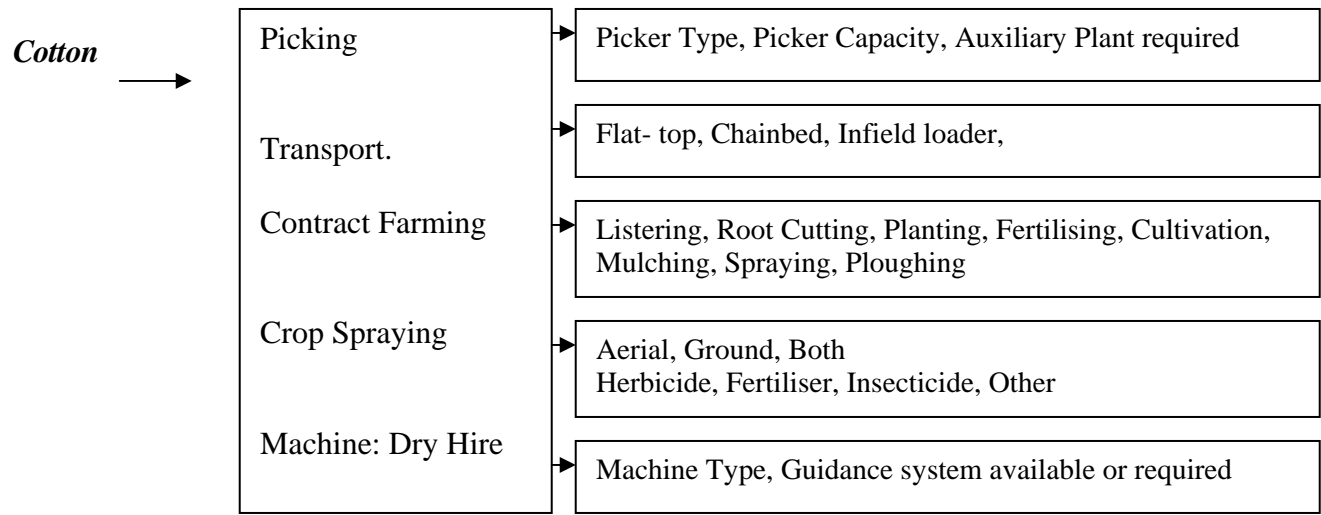 Cotton
Picking
Picker Type, Picker Capacity, Auxiliary Plant required
Transport.
Flat- top, Chainbed, Infield loader,
Contract Farming
Listering, Root Cutting, Planting, Fertilising, Cultivation,
Mulching, Spraying, Ploughing
Crop Spraying
Aerial, Ground, Both
Herbicide, Fertiliser, Insecticide, Other
Machine: Dry Hire
Machine Type, Guidance system available or required